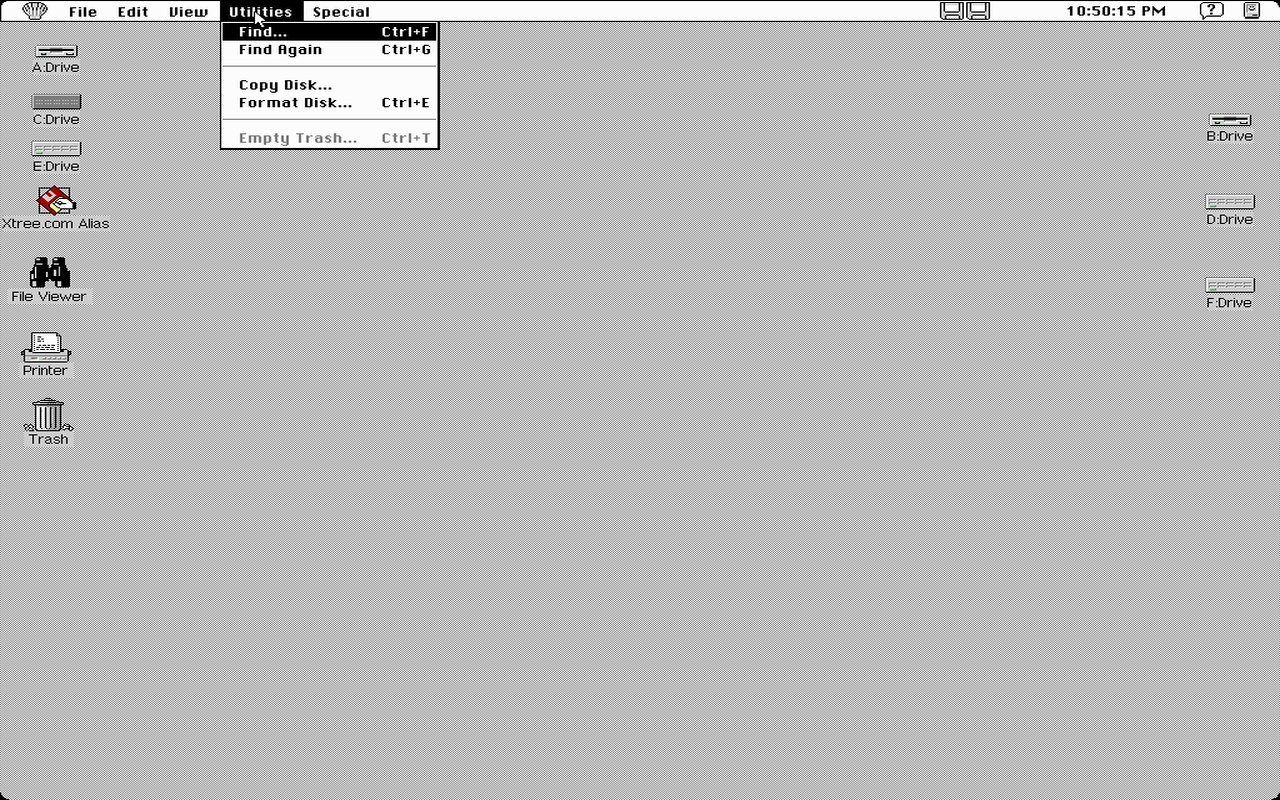 File Edit View Utilities Special 10:50:15 PM ?
Find... Ctrl+F
Find Again Ctrl+G
Copy Disk...
Format Disk... Ctrl+E
Empty Trash... Ctrl+T
A:Drive
C:Drive
E:Drive
Xtree.com Alias
File Viewer
Printer
Trash
B:Drive
D:Drive
F:Drive